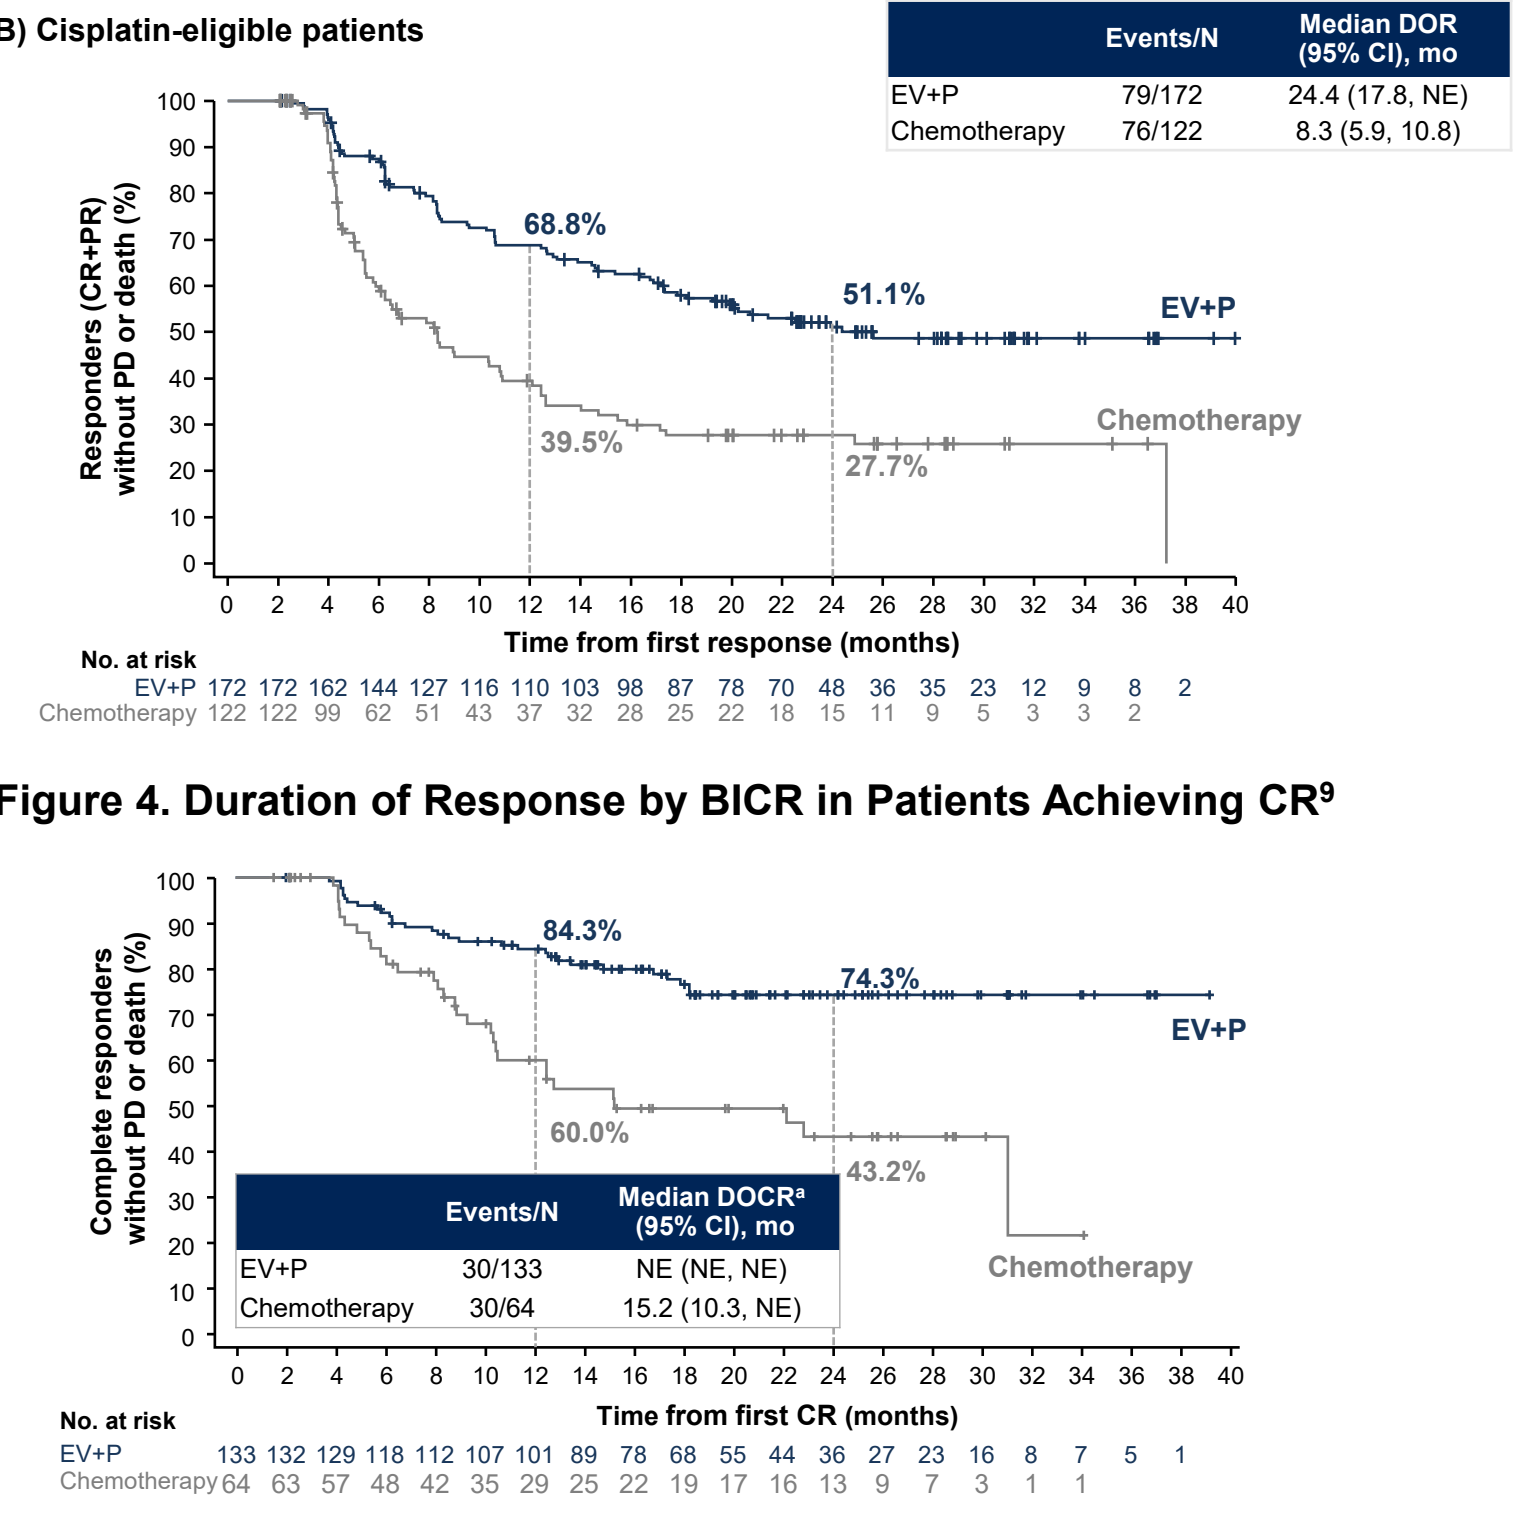 B) Cisplatin-eligible patients
Events/N
Median DOR
(95% CI), mo
EV+P 79/172 24.4 (17.8, NE)
Chemotherapy 76/122 8.3 (5.9, 10.8)
Responders (CR+PR)
without PD or death (%)
100
90
80
70
60
50
40
30
20
10
0
68.8%
51.1%
EV+P
39.5%
27.7%
Chemotherapy
0 2 4 6 8 10 12 14 16 18 20 22 24 26 28 30 32 34 36 38 40
Time from first response (months)
No. at risk
EV+P 172 172 162 144 127 116 110 103 98 87 78 70 48 36 35 23 12 9 8 2
Chemotherapy 122 122 99 62 51 43 37 32 28 25 22 18 15 11 9 5 3 3 2
Figure 4. Duration of Response by BICR in Patients Achieving CR⁹
Complete responders
without PD or death (%)
100
90
80
70
60
50
40
30
20
10
0
84.3%
74.3%
EV+P
60.0%
43.2%
Chemotherapy
Events/N
Median DOCRᵃ
(95% CI), mo
EV+P 30/133 NE (NE, NE)
Chemotherapy 30/64 15.2 (10.3, NE)
0 2 4 6 8 10 12 14 16 18 20 22 24 26 28 30 32 34 36 38 40
Time from first CR (months)
No. at risk
EV+P 133 132 129 118 112 107 101 89 78 68 55 44 36 27 23 16 8 7 5 1
Chemotherapy 64 63 57 48 42 35 29 25 22 19 17 16 13 9 7 3 1 1